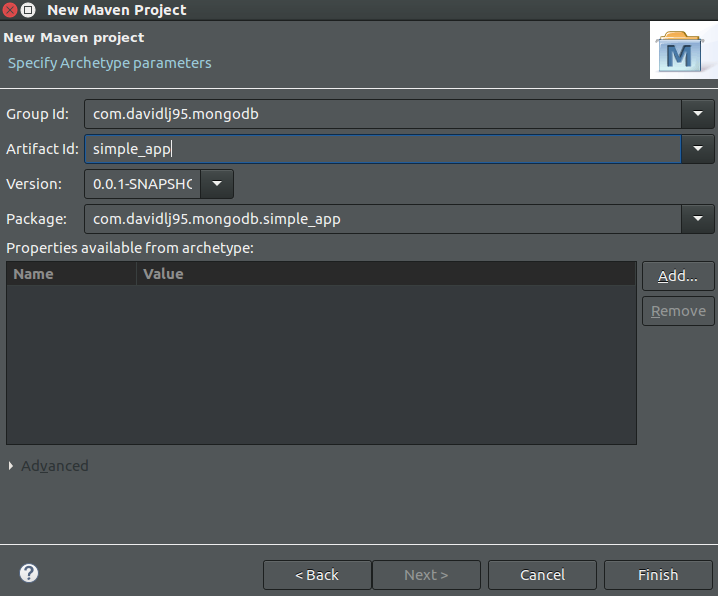 New Maven Project
New Maven project
Specify Archetype parameters
M
Group Id: com.davidlj95.mongodb
Artifact Id: simple_app
Version: 0.0.1-SNAPSHO
Package: com.davidlj95.mongodb.simple_app
Properties available from archetype:
Name Value
Add...
Remove
Advanced
? < Back Next > Cancel Finish